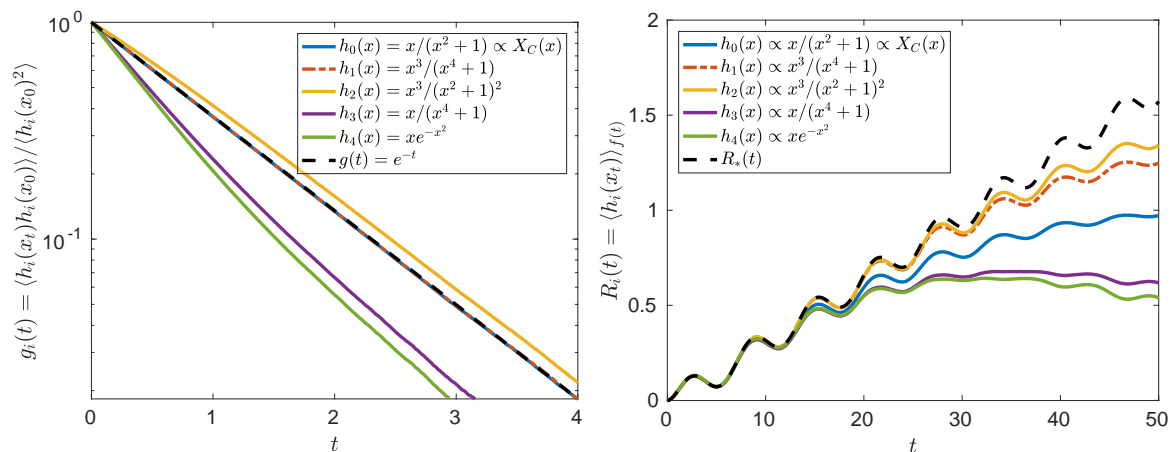 10^0
10^{-1}
g_i(t) = ⟨h_i(x_t)h_i(x_0)⟩/⟨h_i(x_0)^2⟩
h_0(x) = x/(x^2 + 1) ∝ X_C(x)
h_1(x) = x^3/(x^4 + 1)
h_2(x) = x^3/(x^2 + 1)^2
h_3(x) = x/(x^4 + 1)
h_4(x) = xe^{-x^2}
g(t) = e^{-t}
0 1 2 3 4
t
2
1.5
1
0.5
0
R_i(t) = ⟨h_i(x_t)⟩_{f(t)}
h_0(x) ∝ x/(x^2 + 1) ∝ X_C(x)
h_1(x) ∝ x^3/(x^4 + 1)
h_2(x) ∝ x^3/(x^2 + 1)^2
h_3(x) ∝ x/(x^4 + 1)
h_4(x) ∝ xe^{-x^2}
R_*(t)
0 10 20 30 40 50
t